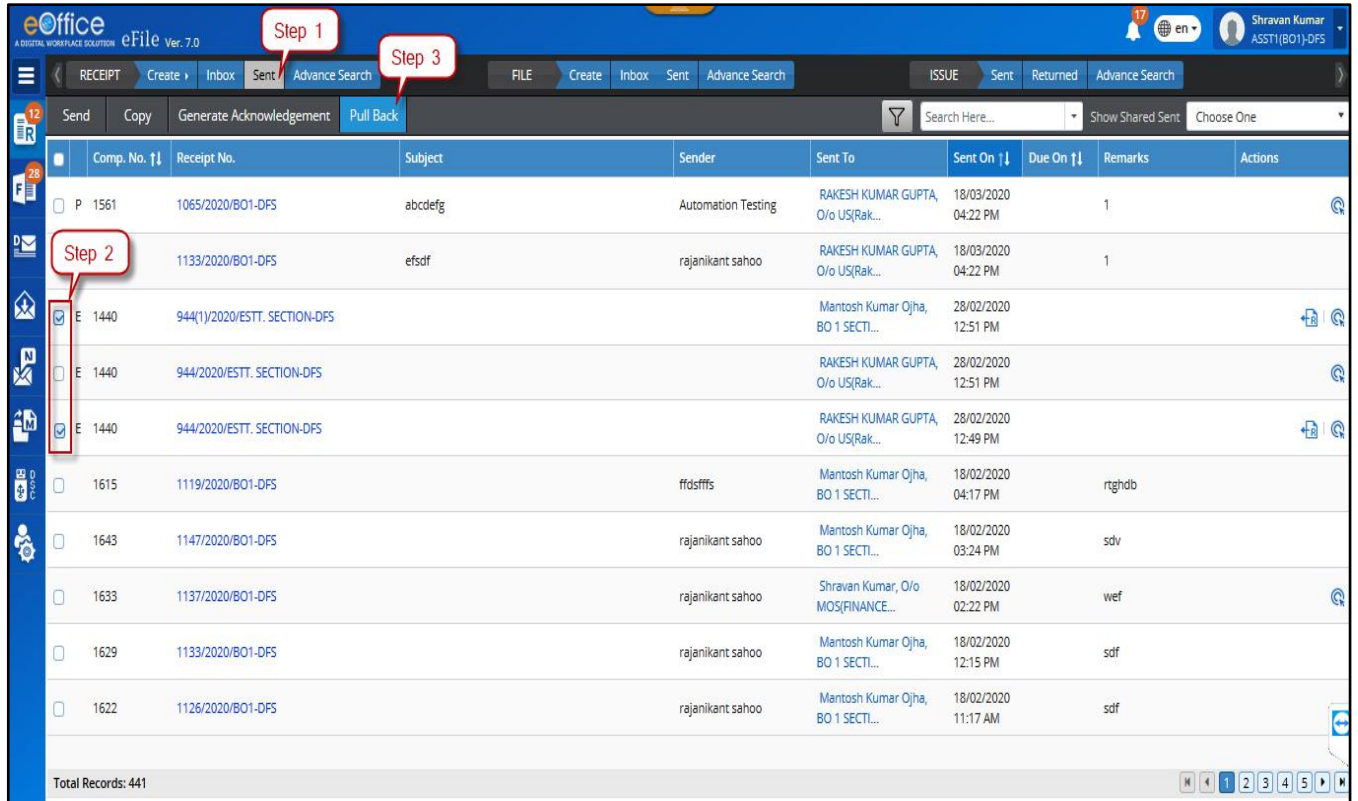 eOffice
A DIGITAL WORKPLACE SOLUTION eFile Ver. 7.0
Step 1
17
en
Shravan Kumar
ASST1(BO1)-DFS
RECEIPT Create Inbox Sent Advance Search
Step 3
FILE Create Inbox Sent Advance Search
ISSUE Sent Returned Advance Search
12
R
Send Copy Generate Acknowledgement Pull Back
Search Here...
Show Shared Sent
Choose One
Comp. No. Receipt No. Subject Sender Sent To Sent On Due On Remarks Actions
28
F
P 1561 1065/2020/BO1-DFS abcdefg Automation Testing RAKESH KUMAR GUPTA, 18/03/2020 1
O/o US(Rak... 04:22 PM
D
Step 2
1133/2020/BO1-DFS efsdf rajanikant sahoo RAKESH KUMAR GUPTA, 18/03/2020 1
O/o US(Rak... 04:22 PM
E 1440 944(1)/2020/ESTT. SECTION-DFS Mantosh Kumar Ojha, 28/02/2020
BO 1 SECTI... 12:51 PM
R
N
E 1440 944/2020/ESTT. SECTION-DFS RAKESH KUMAR GUPTA, 28/02/2020
O/o US(Rak... 12:51 PM
M
E 1440 944/2020/ESTT. SECTION-DFS RAKESH KUMAR GUPTA, 28/02/2020
O/o US(Rak... 12:49 PM
R
DSC
1615 1119/2020/BO1-DFS ffdsfffs Mantosh Kumar Ojha, 18/02/2020 rtghdb
BO 1 SECTI... 04:17 PM
1643 1147/2020/BO1-DFS rajanikant sahoo Mantosh Kumar Ojha, 18/02/2020 sdv
BO 1 SECTI... 03:24 PM
1633 1137/2020/BO1-DFS rajanikant sahoo Shravan Kumar, O/o 18/02/2020 wef
MOS(FINANCE... 02:22 PM
1629 1133/2020/BO1-DFS rajanikant sahoo Mantosh Kumar Ojha, 18/02/2020 sdf
BO 1 SECTI... 12:15 PM
1622 1126/2020/BO1-DFS rajanikant sahoo Mantosh Kumar Ojha, 18/02/2020 sdf
BO 1 SECTI... 11:17 AM
Total Records: 441
1 2 3 4 5